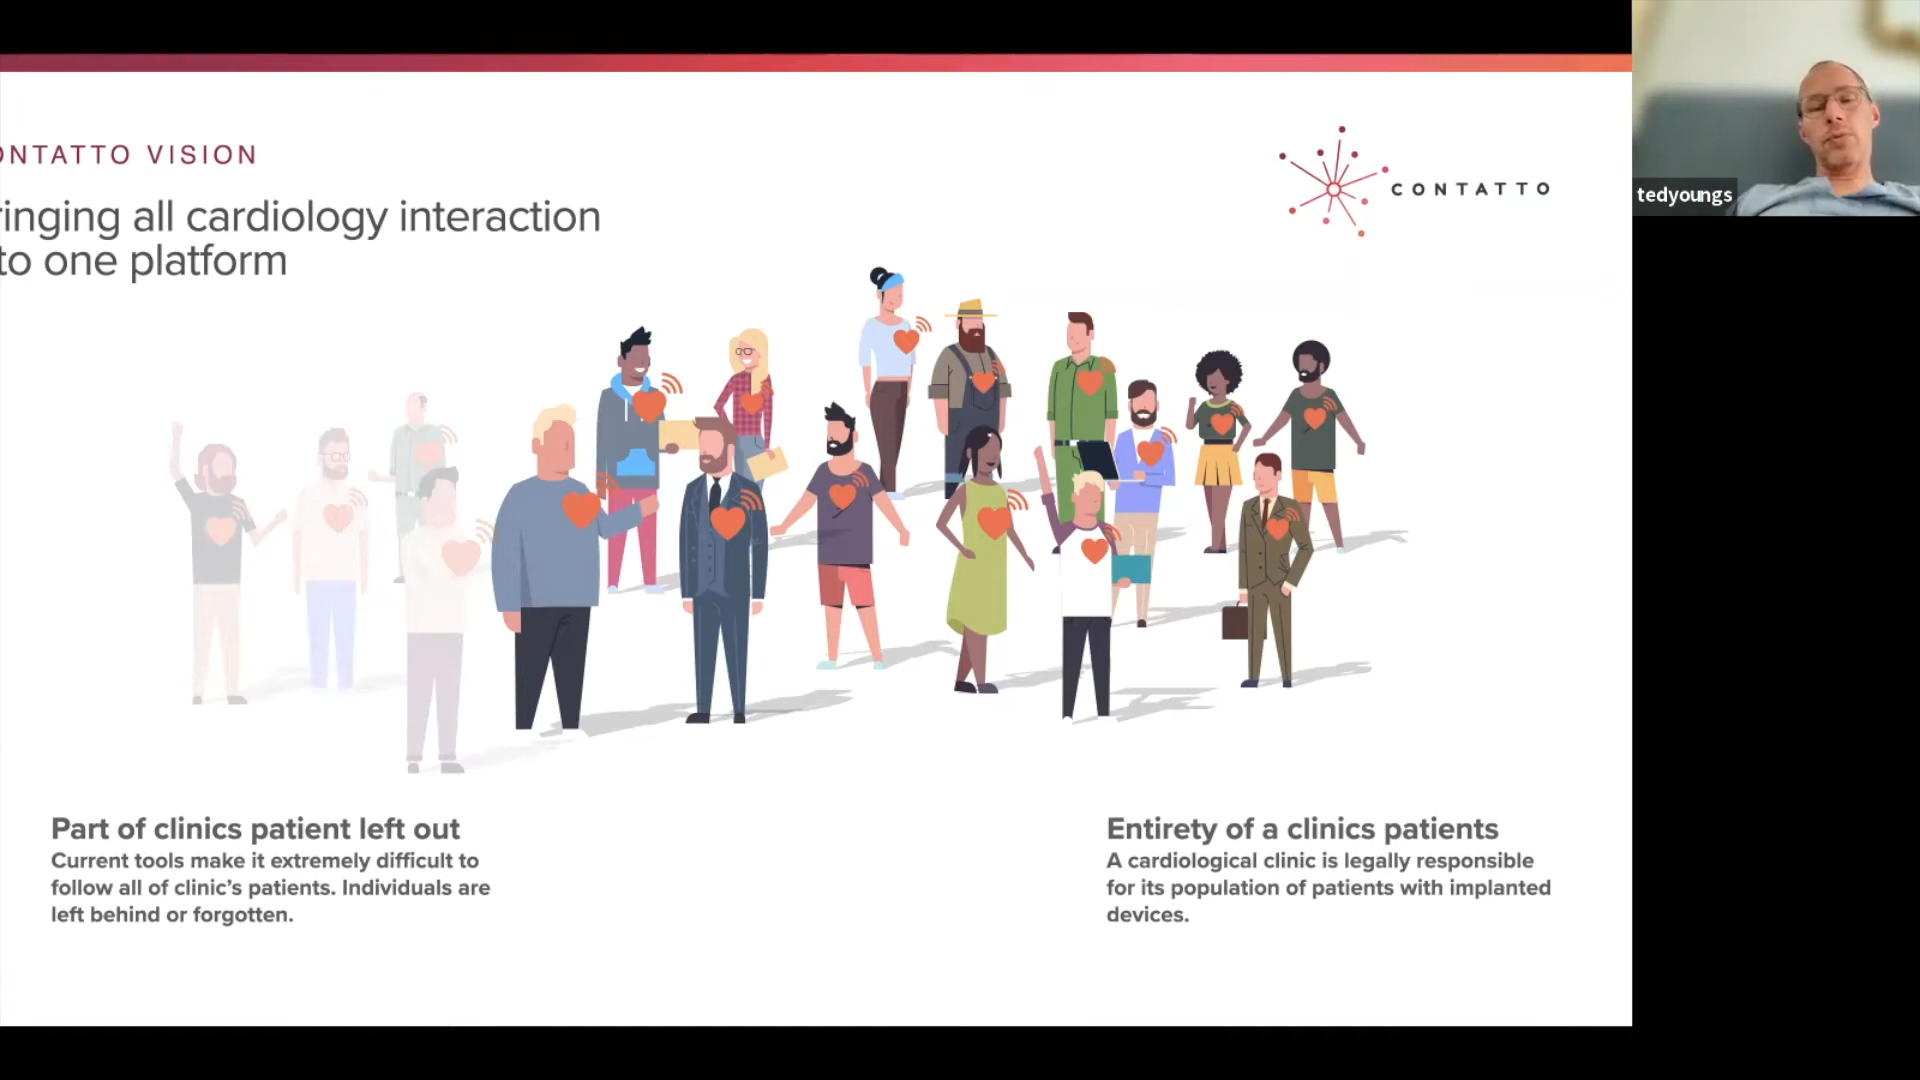 ONTATTO VISION
ringing all cardiology interaction
to one platform
CONTATTO
tedyoungs
Part of clinics patient left out
Current tools make it extremely difficult to
follow all of clinic's patients. Individuals are
left behind or forgotten.
Entirety of a clinics patients
A cardiological clinic is legally responsible
for its population of patients with implanted
devices.